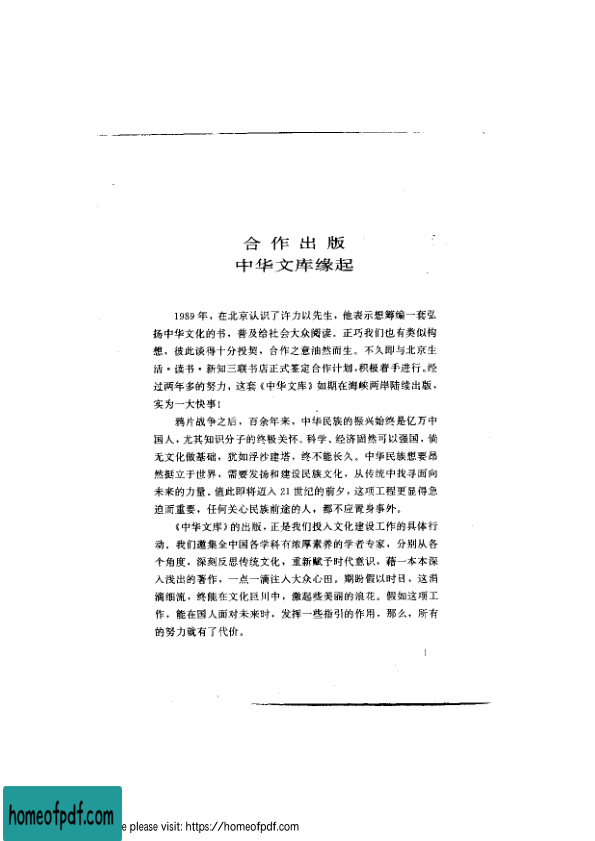 合作出版
中华文库缘起
1989年，在北京认识了许力以先生，他表示想筹编一套弘
扬中华文化的书，普及给社会大众阅读。正巧我们也有类似构
想，彼此谈得十分投契，合作之意油然而生。不久即与北京生
活·读书·新知三联书店正式签定合作计划，积极着手进行。经
过两年多的努力，这套《中华文库》如期在海峡两岸陆续出版，
实为一大快事！
鸦片战争之后，百余年来，中华民族的振兴始终是亿万中
国人，尤其知识分子的终极关怀。科学、经济固然可以强国，倘
无文化做基础，犹如浮沙建塔，终不能长久。中华民族想要昂
然挺立于世界，需要发扬和建设民族文化，从传统中找寻面向
未来的力量。值此即将迈入21世纪的前夕，这项工程更显得急
迫而重要，任何关心民族前途的人，都不应置身事外。
《中华文库》的出版，正是我们投入文化建设工作的具体行
动。我们邀集全中国各学科有浓厚素养的学者专家，分别从各
个角度，深刻反思传统文化，重新赋予时代意识，藉一本本深
入浅出的著作，一点一滴注入大众心田。期盼假以时日，这涓
滴细流，终能在文化巨川中，激起些美丽的浪花。假如这项工
作，能在国人面对未来时，发挥一些指引的作用，那么，所有
的努力就有了代价。
1
homeofpdf.com
e please visit: https://homeofpdf.com